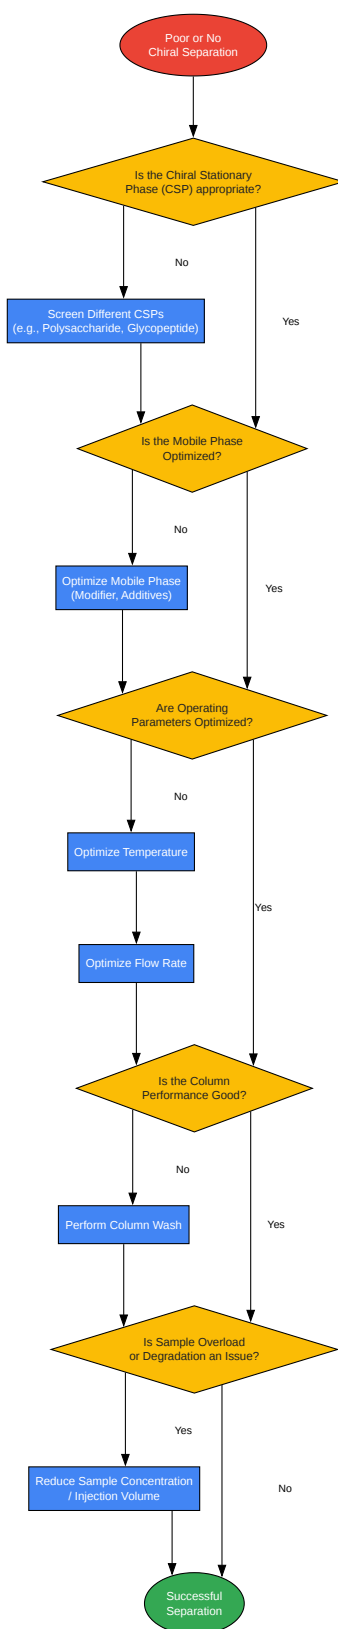 Poor or No
Chiral Separation
Is the Chiral Stationary
Phase (CSP) appropriate?
No
Screen Different CSPs
(e.g., Polysaccharide, Glycopeptide)
Yes
Is the Mobile Phase
Optimized?
No
Optimize Mobile Phase
(Modifier, Additives)
Yes
Are Operating
Parameters Optimized?
No
Optimize Temperature
Yes
Optimize Flow Rate
Is the Column
Performance Good?
No
Perform Column Wash
Yes
Is Sample Overload
or Degradation an Issue?
Yes
Reduce Sample Concentration
/ Injection Volume
No
Successful
Separation